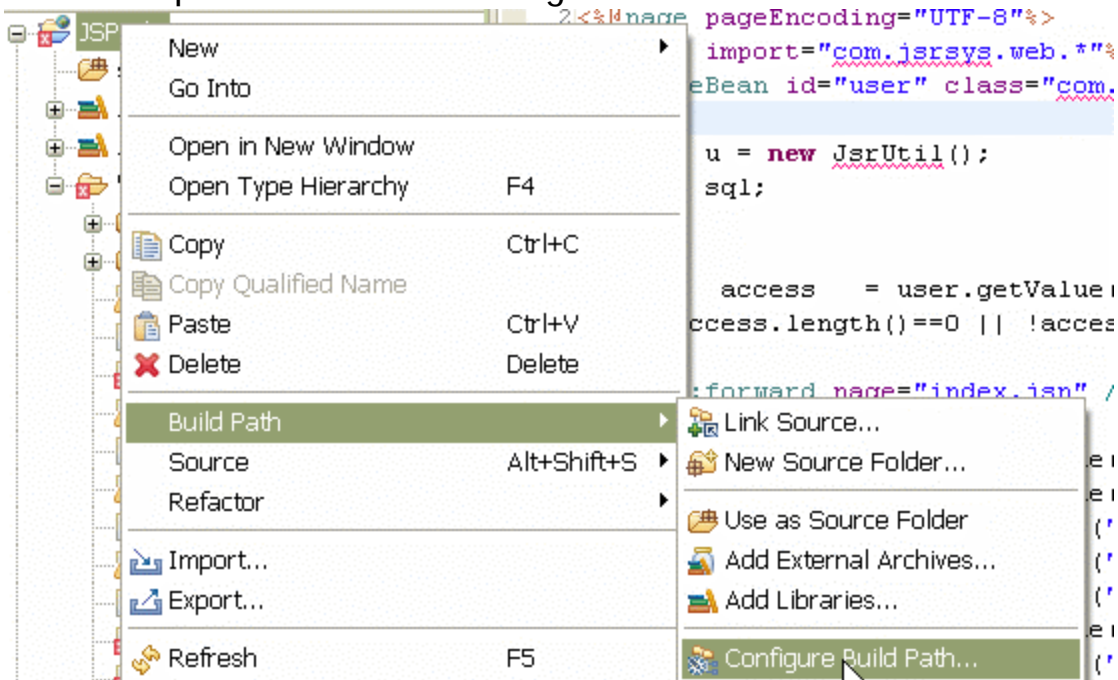 2<%@page pageEncoding="UTF-8"%>
JSP
New
import="com.jsrsys.web.*"%
Go Into
eBean id="user" class="com.
Open in New Window
u = new JsrUtil();
Open Type Hierarchy F4
sql;
Copy Ctrl+C
Copy Qualified Name
access = user.getValue
Paste Ctrl+V
ccess.length()==0 || !acces
Delete Delete
:forward page="index.jsp" /
Build Path
Link Source...
Source Alt+Shift+S
New Source Folder...
Refactor
Use as Source Folder
Import...
Add External Archives...
Export...
Add Libraries...
Refresh F5
Configure Build Path...